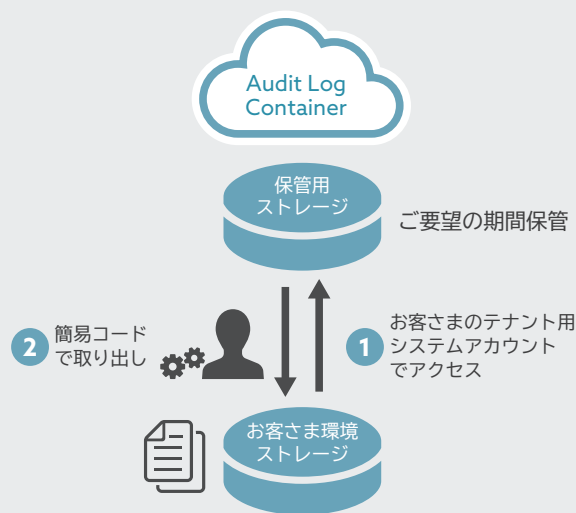 Audit Log
Container
保管用
ストレージ
ご要望の期間保管
2
簡易コード
で取り出し
1
お客さまのテナント用
システムアカウント
でアクセス
お客さま環境
ストレージ